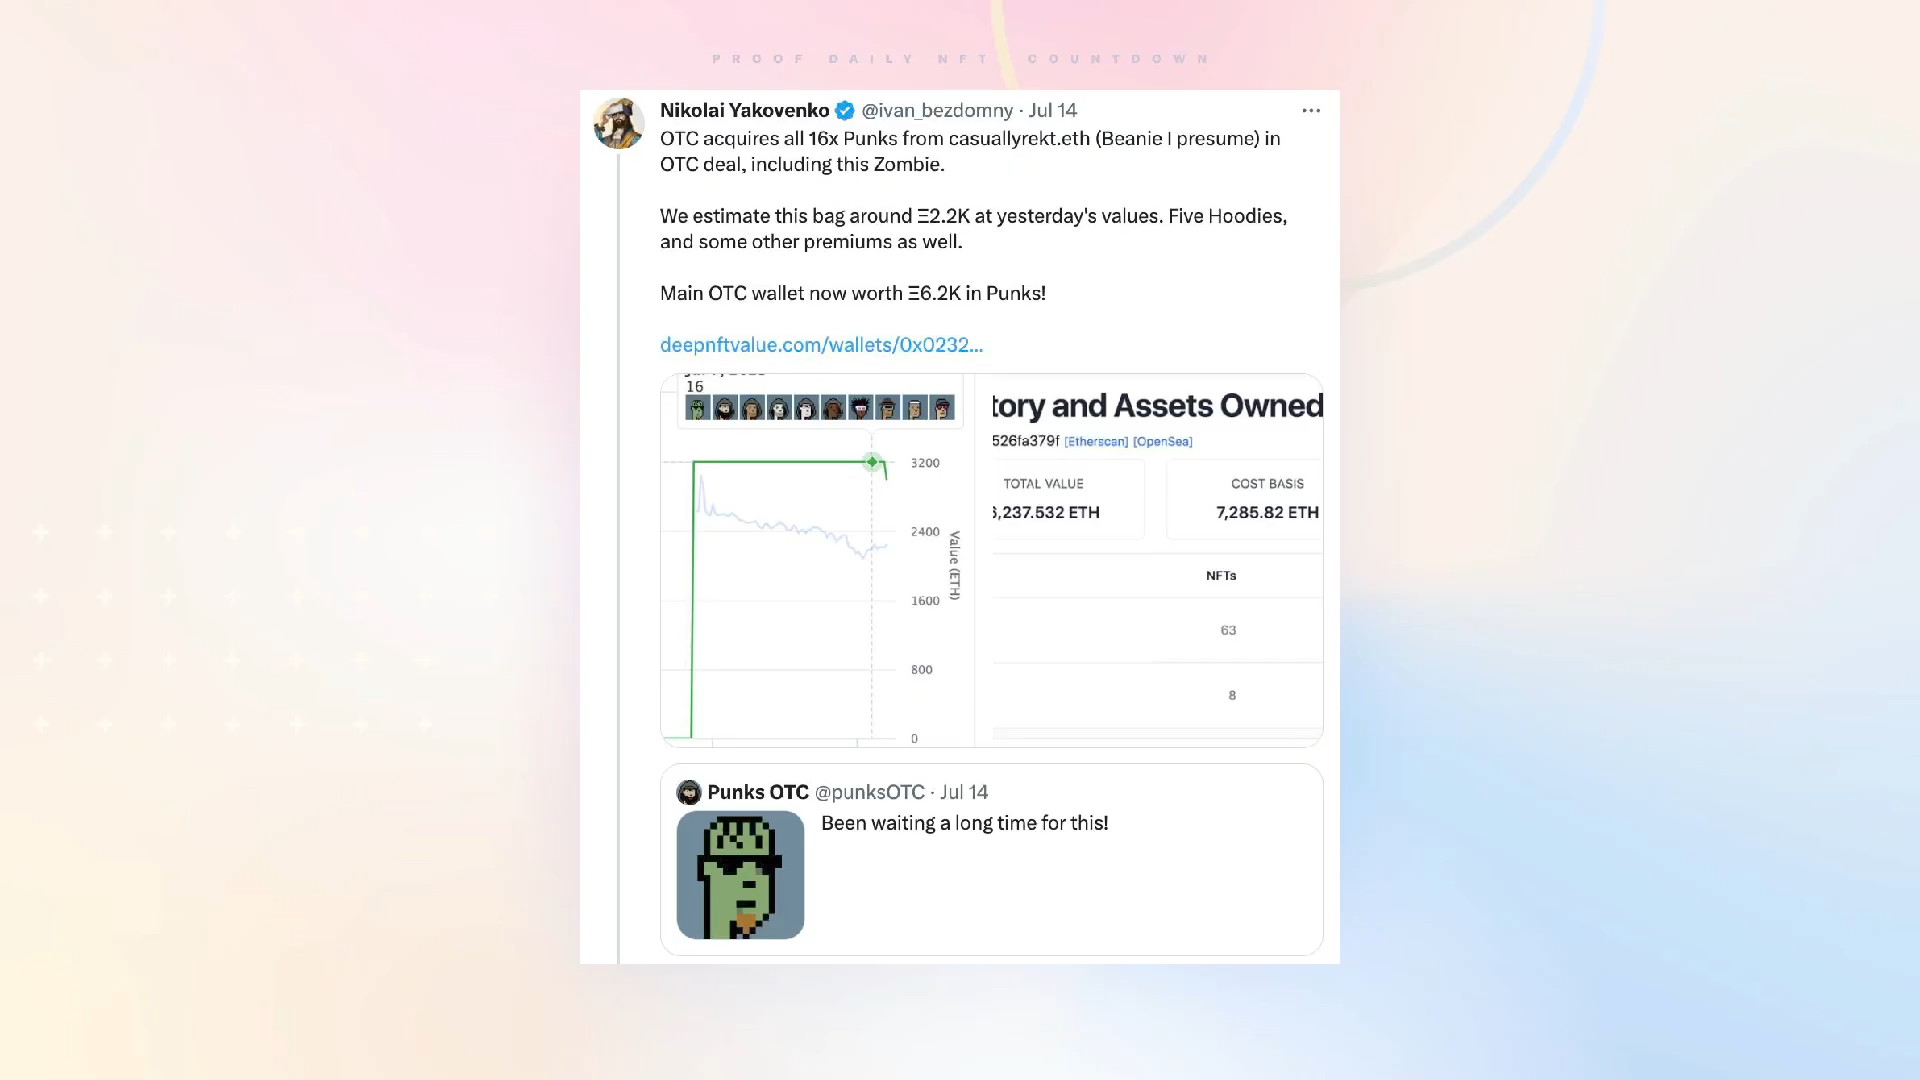 PROOF DAILY NFT COUNTDOWN
Nikolai Yakovenko @ivan_bezdomny · Jul 14
OTC acquires all 16x Punks from casuallyrekt.eth (Beanie I presume) in
OTC deal, including this Zombie.
We estimate this bag around Ξ2.2K at yesterday's values. Five Hoodies,
and some other premiums as well.
Main OTC wallet now worth Ξ6.2K in Punks!
deepnftvalue.com/wallets/0x0232...
16
3200
2400
1600
800
0
Value (ETH)
tory and Assets Owned
526fa379f [Etherscan] [OpenSea]
TOTAL VALUE
COST BASIS
6,237.532 ETH
7,285.82 ETH
NFTs
63
8
Punks OTC @punksOTC · Jul 14
Been waiting a long time for this!